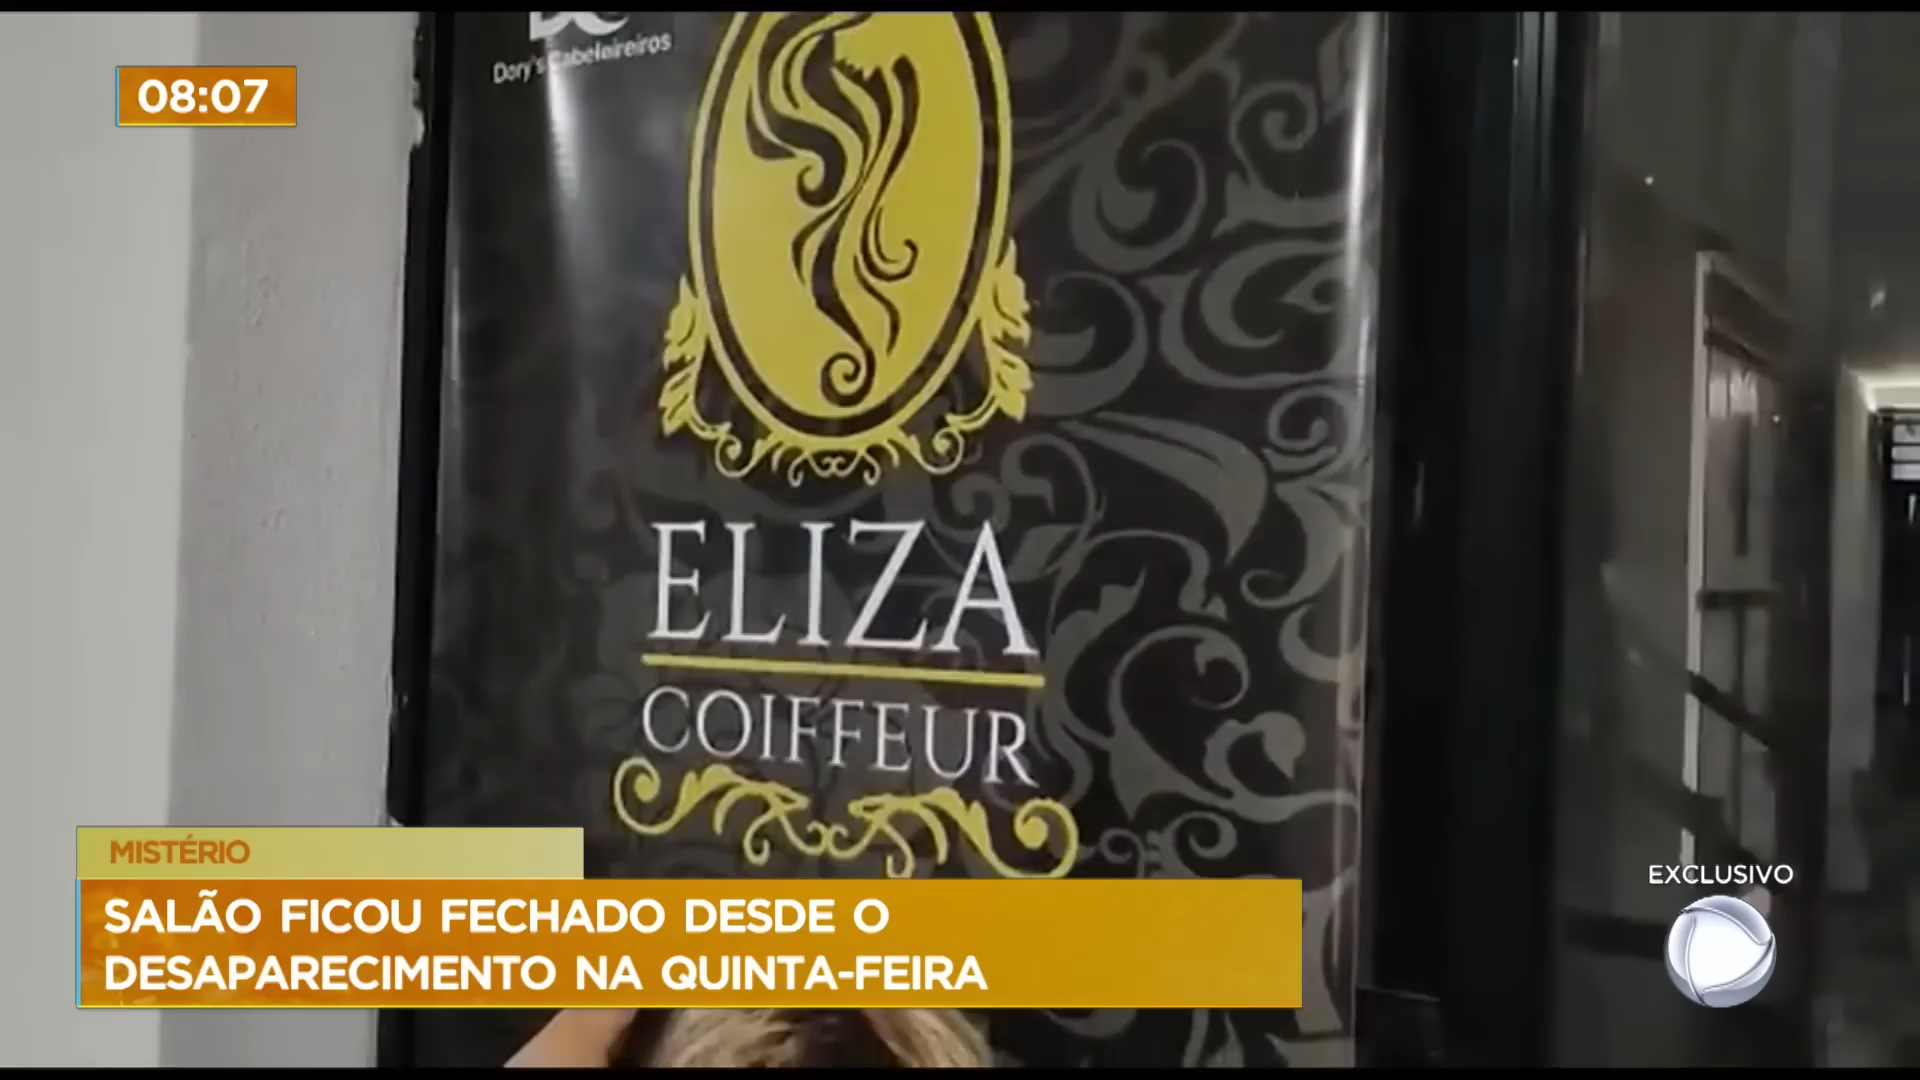 Dory's Cabeleireiros
08:07
ELIZA
COIFFEUR
MISTÉRIO
EXCLUSIVO
SALÃO FICOU FECHADO DESDE O
DESAPARECIMENTO NA QUINTA-FEIRA